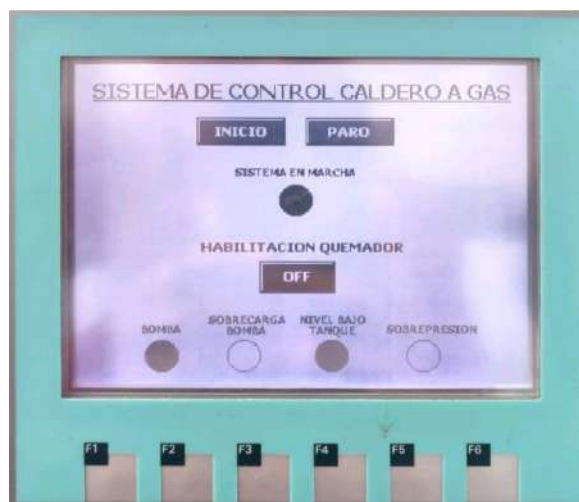 SISTEMA DE CONTROL CALDERO A GAS
INICIO PARO
SISTEMA EN MARCHA
HABILITACION QUEMADOR
OFF
BOMBA
SOBRECARGA BOMBA
NIVEL BAJO TANQUE
SOBREPRESION
F1 F2 F3 F4 F5 F6